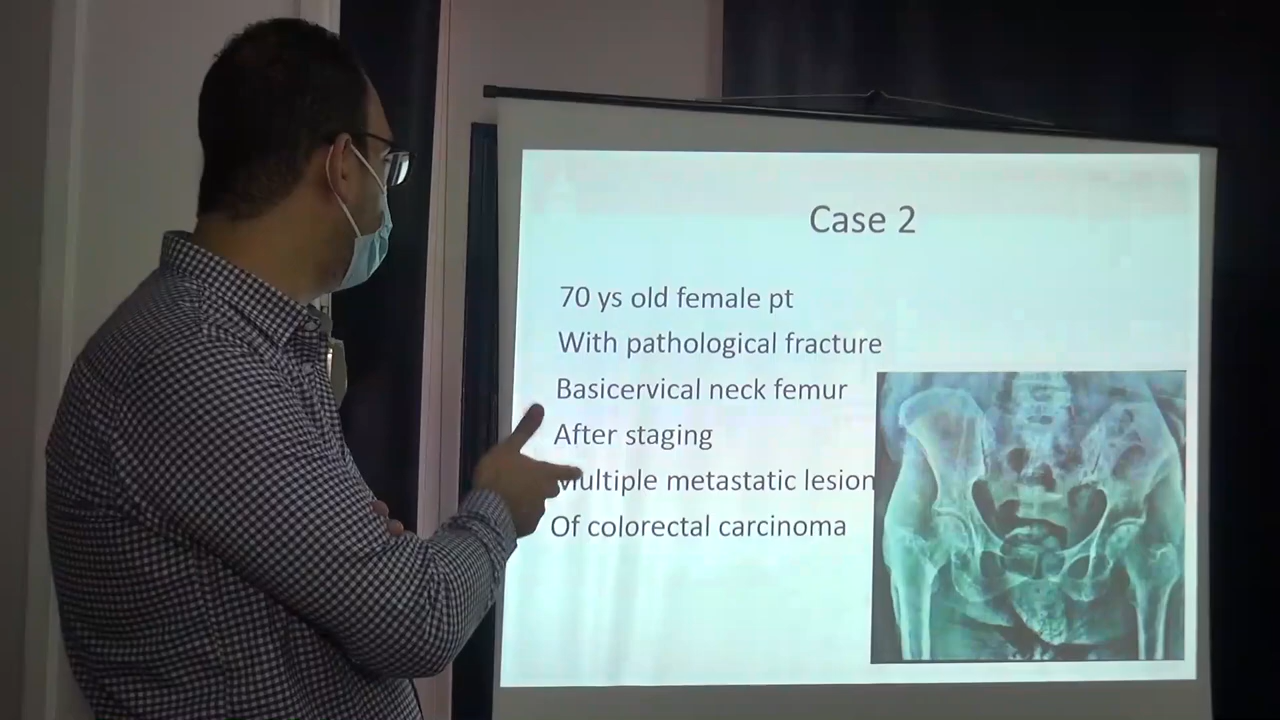 Case 2
70 ys old female pt
With pathological fracture
Basicervical neck femur
After staging
Multiple metastatic lesion
Of colorectal carcinoma